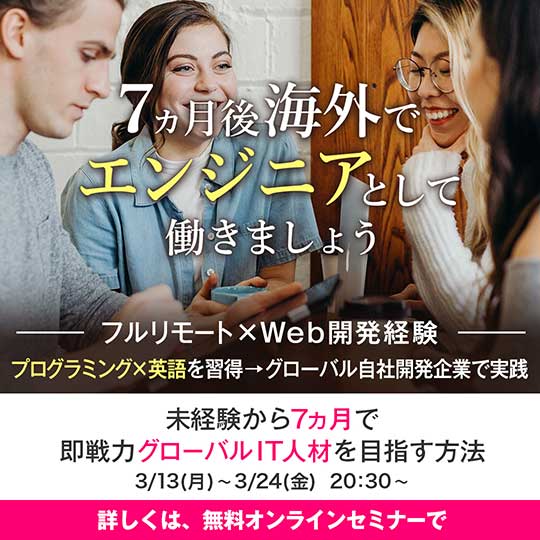 7ヵ月後海外で
エンジニアとして
働きましょう
フルリモート×Web開発経験
プログラミング×英語を習得→グローバル自社開発企業で実践
未経験から7ヵ月で
即戦力グローバルIT人材を目指す方法
3/13(月)～3/24(金) 20:30～
詳しくは、無料オンラインセミナーで